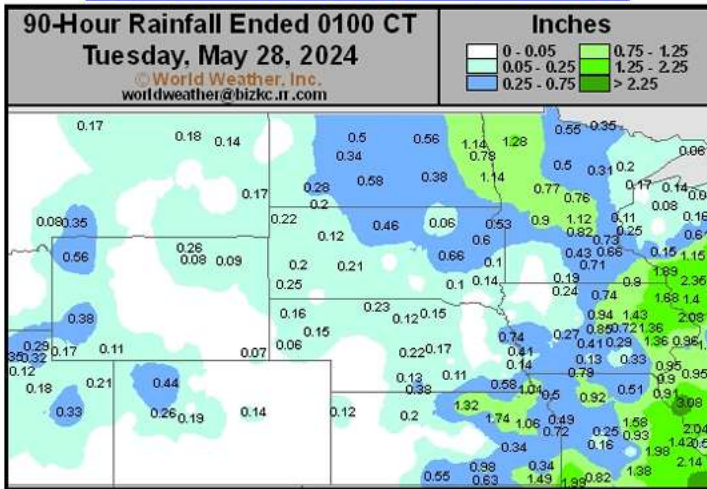 90-Hour Rainfall Ended 0100 CT
Tuesday, May 28, 2024
© World Weather, Inc.
worldweather@bizkc.rr.com
Inches
0 - 0.05 0.75 - 1.25
0.05 - 0.25 1.25 - 2.25
0.25 - 0.75 > 2.25
0.17 0.18 0.14 0.5 0.56 1.14 1.28 0.55 0.35
0.34 0.78 0.06
0.58 0.38 1.14 0.5 0.31 0.2
0.17 0.28 0.77 0.76 0.17 0.14
0.2 0.08
0.08 0.35 0.22 0.46 0.06 0.53 0.9 1.12 0.11 0.16
0.12 0.6 0.82 0.25
0.26 0.73
0.56 0.08 0.09 0.2 0.21 0.66 0.1 0.43 0.66 0.15 1.15
0.71
0.25 0.1 0.14 0.19 0.9 1.89 2.35
0.24 0.74 1.68 1.4
0.38 0.16 0.23 0.12 0.15 0.94 1.43 2.08
0.15 0.74 0.27 0.85 0.72 1.36
0.29 0.06 0.41 0.29 1.36 0.96
0.32 0.17 0.11 0.07 0.22 0.17 0.41 0.13 0.33
0.12 0.14 0.79 0.95
0.18 0.21 0.44 0.13 0.11 0.58 0.51 0.9 0.95
0.38 1.04 0.5 0.92 0.91
0.33 0.26 0.19 0.14 0.12 0.2 1.32 3.08
1.74 1.06 0.49 1.58
0.72 0.25 0.93 2.04
0.16 1.42
0.34 1.98
0.98 0.34 1.38 2.14
0.55 0.63 1.49 1.99 0.82